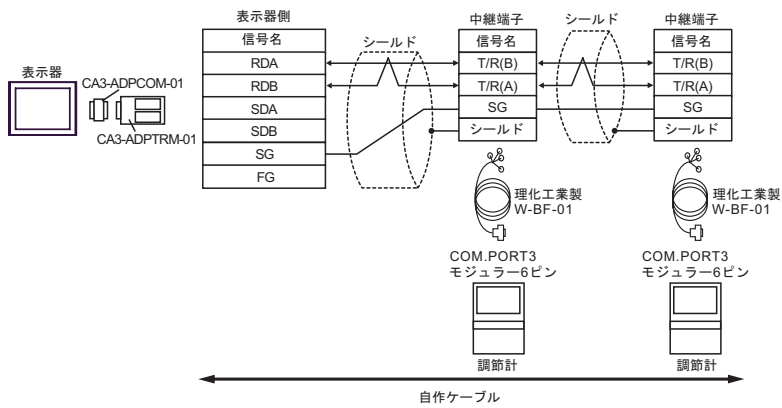 表示器
CA3-ADPCOM-01
CA3-ADPTRM-01
表示器側
信号名
RDA
RDB
SDA
SDB
SG
FG
シールド
中継端子
信号名
T/R(B)
T/R(A)
SG
シールド
シールド
中継端子
信号名
T/R(B)
T/R(A)
SG
シールド
理化工業製
W-BF-01
理化工業製
W-BF-01
COM.PORT3
モジュラー6ピン
COM.PORT3
モジュラー6ピン
調節計
調節計
自作ケーブル